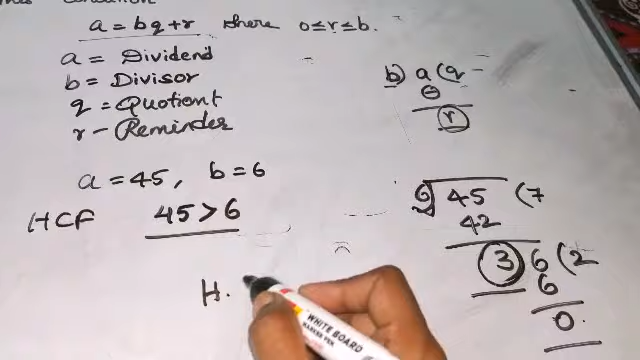 a = bq+r where 0≤r≤b.
a = Dividend
b = Divisor
q = Quotient
r - Reminder
b) a (q -
r
a = 45, b = 6
HCF 45 > 6
6 45 (7
42
3 6 (2
6
0.
H.
WHITE BOARD
MARKER PEN